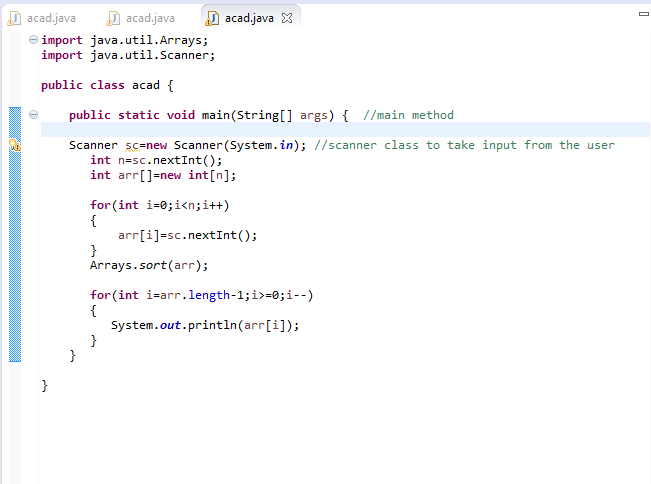 acad.java acad.java acad.java
import java.util.Arrays;
import java.util.Scanner;
public class acad {
public static void main(String[] args) { //main method
Scanner sc=new Scanner(System.in); //scanner class to take input from the user
int n=sc.nextInt();
int arr[]=new int[n];
for(int i=0;i<n;i++)
{
arr[i]=sc.nextInt();
}
Arrays.sort(arr);
for(int i=arr.length-1;i>=0;i--)
{
System.out.println(arr[i]);
}
}
}